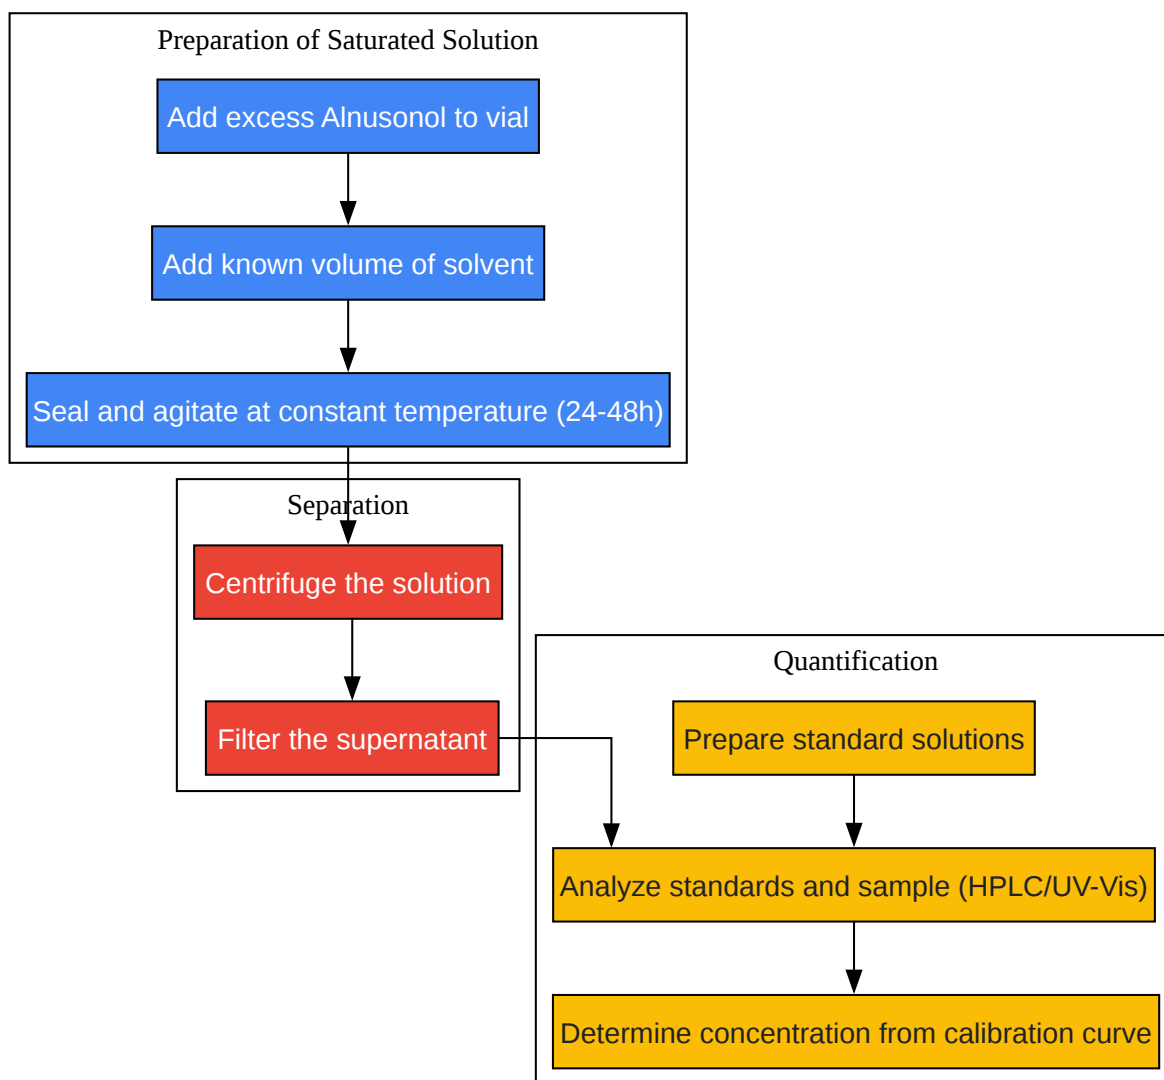 Preparation of Saturated Solution
Add excess Alnusonol to vial
Add known volume of solvent
Seal and agitate at constant temperature (24-48h)
Separation
Centrifuge the solution
Filter the supernatant
Quantification
Prepare standard solutions
Analyze standards and sample (HPLC/UV-Vis)
Determine concentration from calibration curve